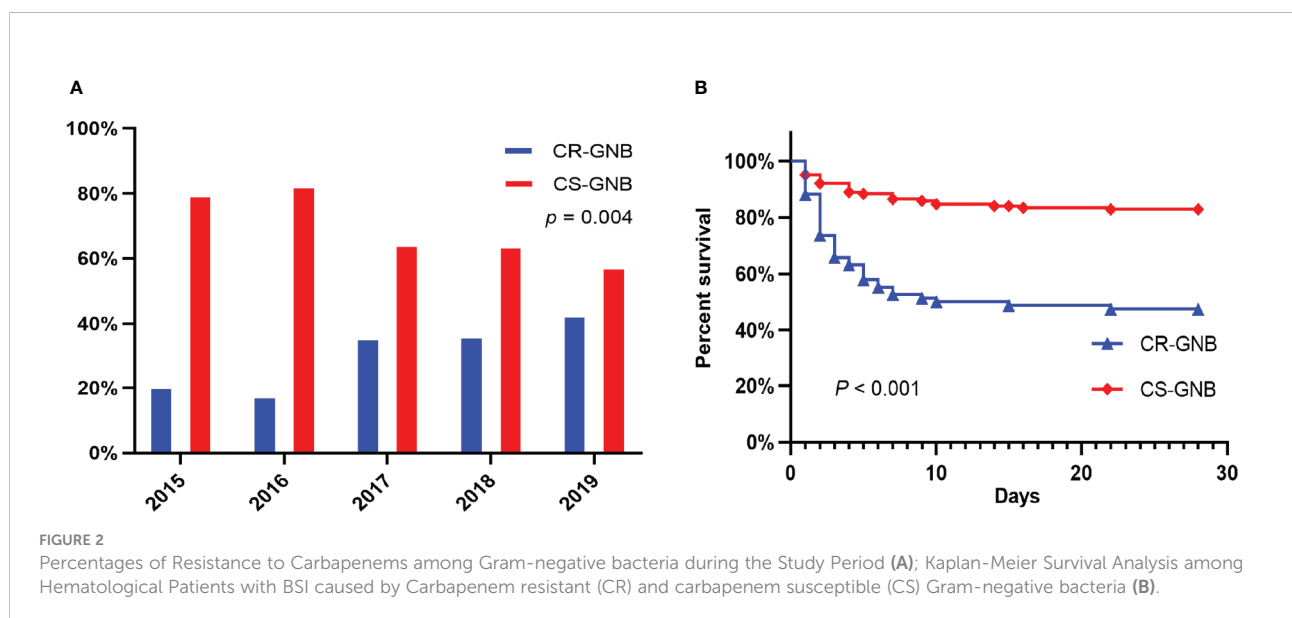 A
100%
80%
60%
40%
20%
0%
CR-GNB
CS-GNB
p = 0.004
2015
2016
2017
2018
2019
B
Percent survival
100%
80%
60%
40%
20%
0%
CR-GNB
CS-GNB
P < 0.001
0
10
20
30
Days
FIGURE 2
Percentages of Resistance to Carbapenems among Gram-negative bacteria during the Study Period (A); Kaplan-Meier Survival Analysis among
Hematological Patients with BSI caused by Carbapenem resistant (CR) and carbapenem susceptible (CS) Gram-negative bacteria (B).